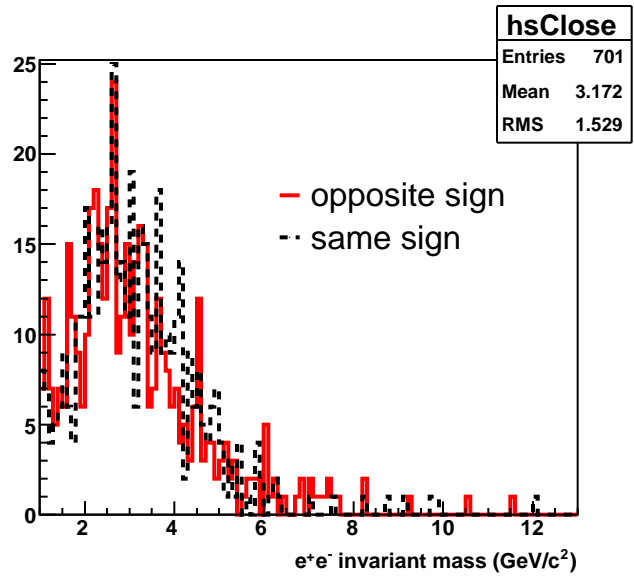 hsClose
Entries 701
Mean 3.172
RMS 1.529
25
20
15
10
5
0
opposite sign
same sign
2 4 6 8 10 12
e⁺e⁻ invariant mass (GeV/c²)